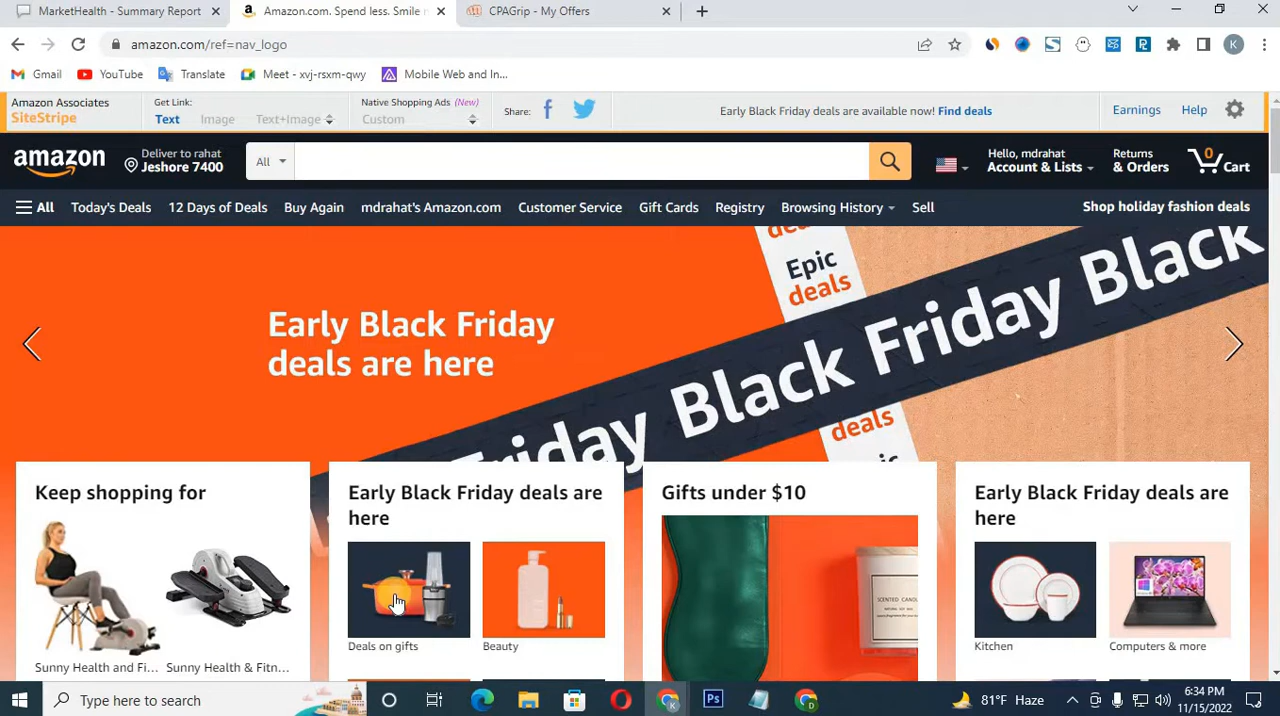 MarketHealth - Summary Report
Amazon.com. Spend less. Smile m
CPAGrip - My Offers
amazon.com/ref=nav_logo
K
Gmail
YouTube
Translate
Meet - xvj-rsxm-qwy
Mobile Web and In...
Amazon Associates
SiteStripe
Get Link:
Text
Image
Text+Image
Native Shopping Ads (New)
Custom
Share:
Early Black Friday deals are available now! Find deals
Earnings
Help
amazon
Deliver to rahat
Jeshore 7400
All
Hello, mdrahat
Account & Lists
Returns
& Orders
0
Cart
All
Today's Deals
12 Days of Deals
Buy Again
mdrahat's Amazon.com
Customer Service
Gift Cards
Registry
Browsing History
Sell
Shop holiday fashion deals
Early Black Friday
deals are here
Epic
deals
Friday Black Friday Black
deals
Keep shopping for
Sunny Health and Fi...
Sunny Health & Fitn...
Early Black Friday deals are
here
Deals on gifts
Beauty
Gifts under $10
SCENTED CANDLE
Early Black Friday deals are
here
Kitchen
Computers & more
Type here to search
Ps
81°F Haze
6:34 PM
11/15/2022